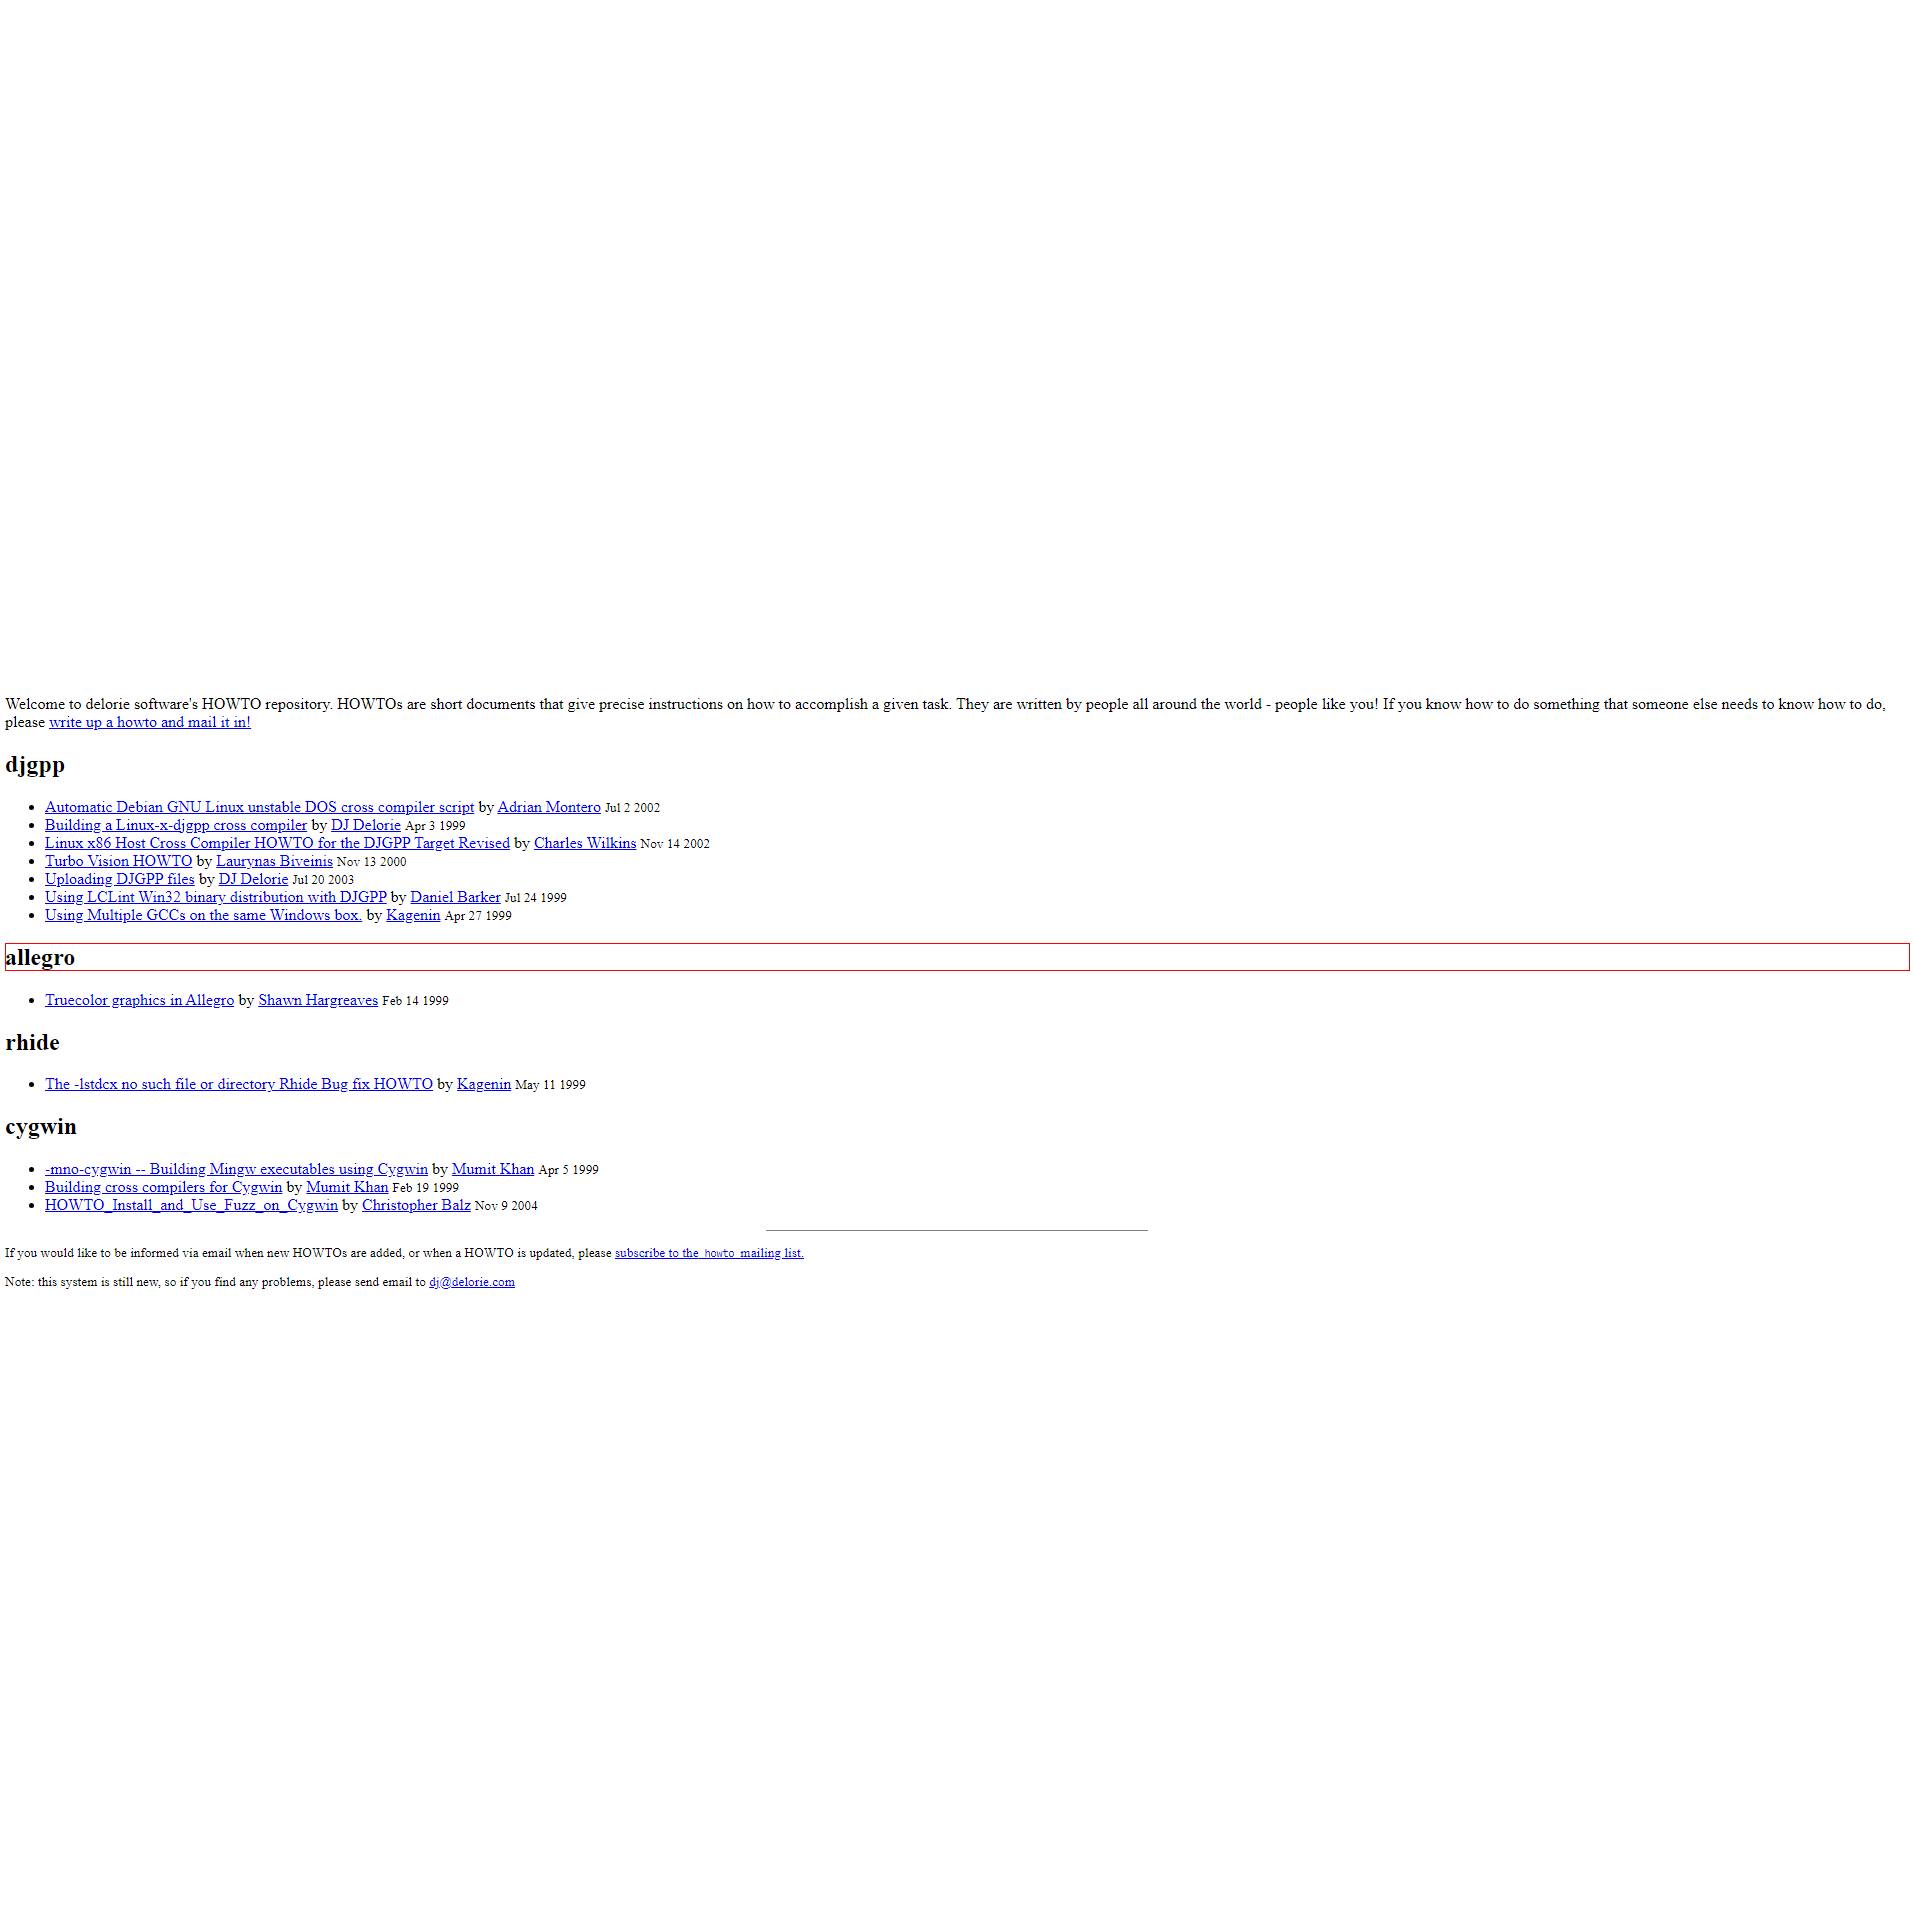 Welcome to delorie software's HOWTO repository. HOWTOs are short documents that give precise instructions on how to accomplish a given task. They are written by people all around the world - people like you! If you know how to do something that someone else needs to know how to do,
please write up a howto and mail it in!
djgpp
Automatic Debian GNU Linux unstable DOS cross compiler script by Adrian Montero Jul 2 2002
Building a Linux-x-djgpp cross compiler by DJ Delorie Apr 3 1999
Linux x86 Host Cross Compiler HOWTO for the DJGPP Target Revised by Charles Wilkins Nov 14 2002
Turbo Vision HOWTO by Laurynas Biveinis Nov 13 2000
Uploading DJGPP files by DJ Delorie Jul 20 2003
Using LCLint Win32 binary distribution with DJGPP by Daniel Barker Jul 24 1999
Using Multiple GCCs on the same Windows box. by Kagenin Apr 27 1999
allegro
Truecolor graphics in Allegro by Shawn Hargreaves Feb 14 1999
rhide
The -lstdcx no such file or directory Rhide Bug fix HOWTO by Kagenin May 11 1999
cygwin
-mno-cygwin -- Building Mingw executables using Cygwin by Mumit Khan Apr 5 1999
Building cross compilers for Cygwin by Mumit Khan Feb 19 1999
HOWTO_Install_and_Use_Fuzz_on_Cygwin by Christopher Balz Nov 9 2004
If you would like to be informed via email when new HOWTOs are added, or when a HOWTO is updated, please subscribe to the howto mailing list.
Note: this system is still new, so if you find any problems, please send email to dj@delorie.com